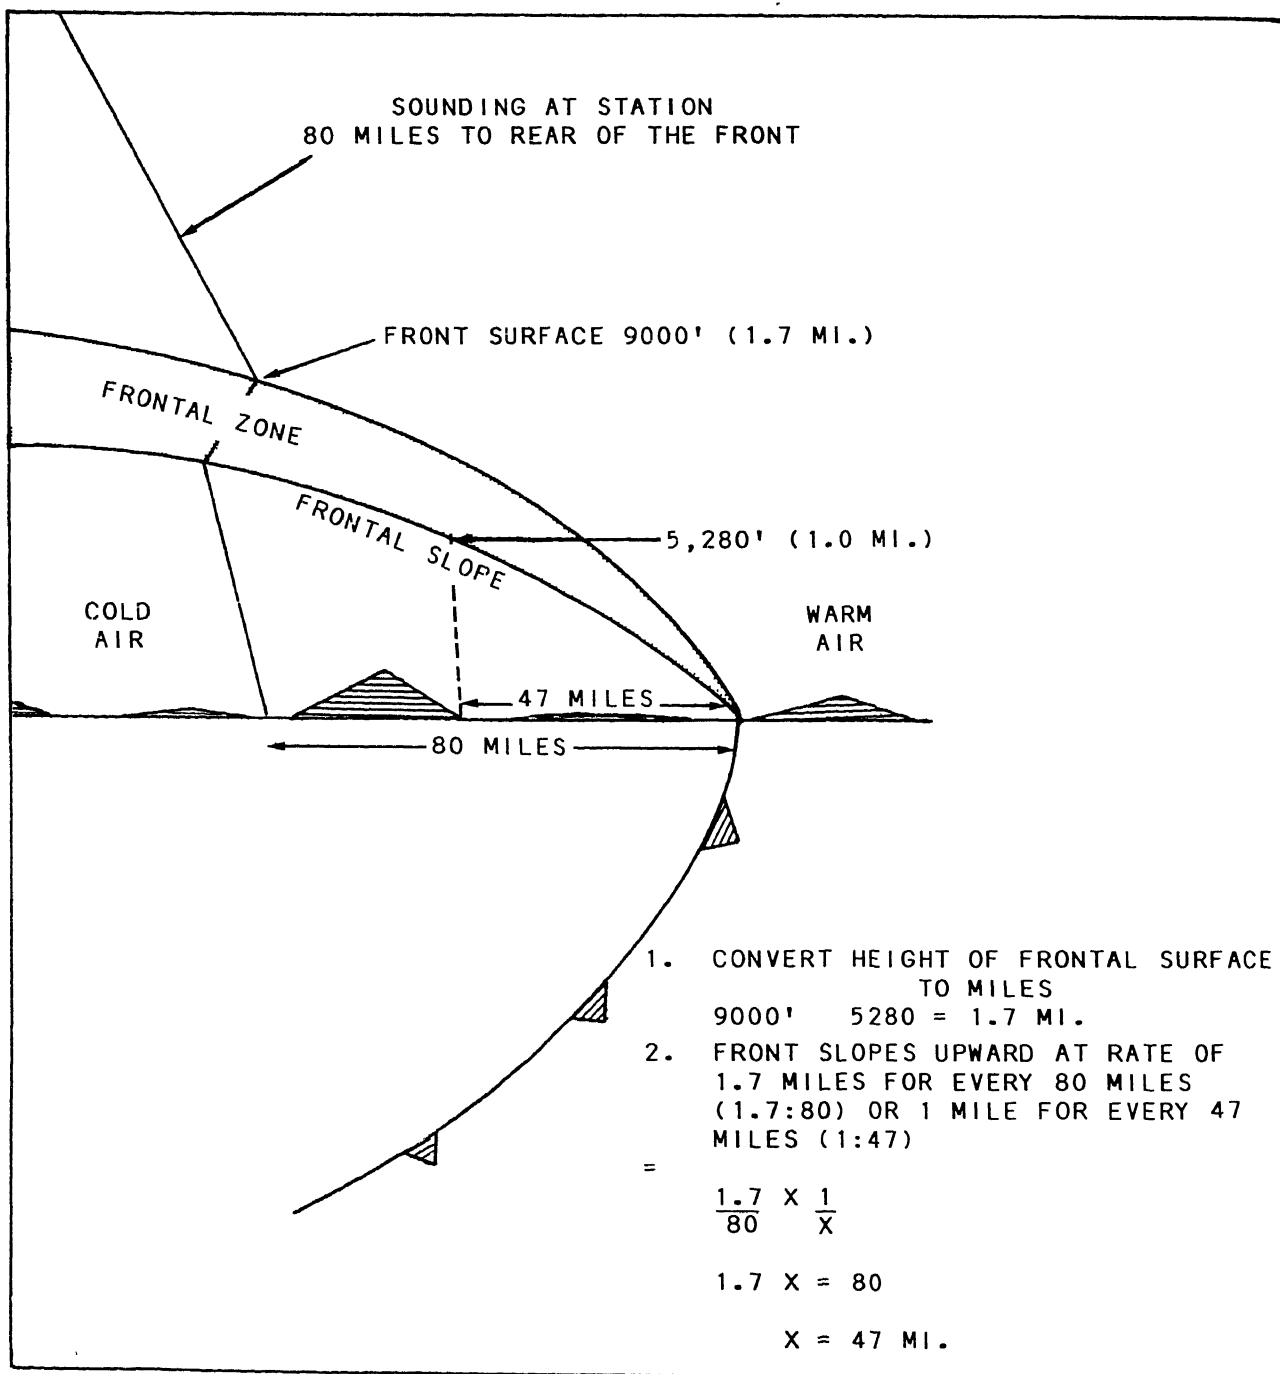 SOUNDING AT STATION
80 MILES TO REAR OF THE FRONT
FRONT SURFACE 9000' (1.7 MI.)
FRONTAL ZONE
FRONTAL SLOPE
5,280' (1.0 MI.)
COLD
AIR
WARM
AIR
47 MILES
80 MILES
1. CONVERT HEIGHT OF FRONTAL SURFACE
TO MILES
9000' 5280 = 1.7 MI.
2. FRONT SLOPES UPWARD AT RATE OF
1.7 MILES FOR EVERY 80 MILES
(1.7:80) OR 1 MILE FOR EVERY 47
MILES (1:47)
=
1.7 X 1
80 X
1.7 X = 80
X = 47 MI.